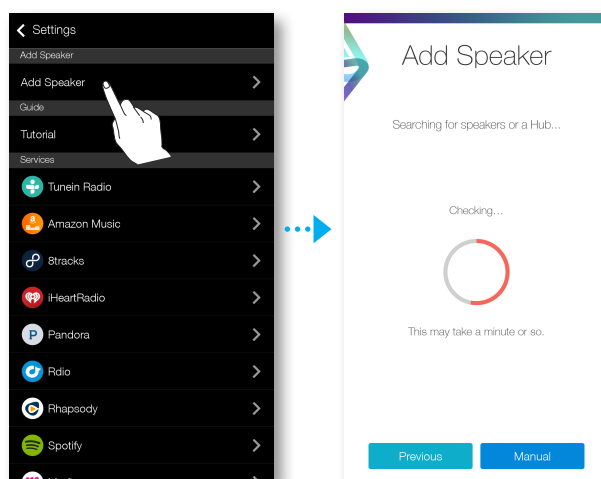 Settings
Add Speaker
Add Speaker
Guide
Tutorial
Services
Tunein Radio
Amazon Music
8tracks
iHeartRadio
Pandora
Rdio
Rhapsody
Spotify
Add Speaker
Searching for speakers or a Hub...
Checking...
This may take a minute or so.
Previous
Manual